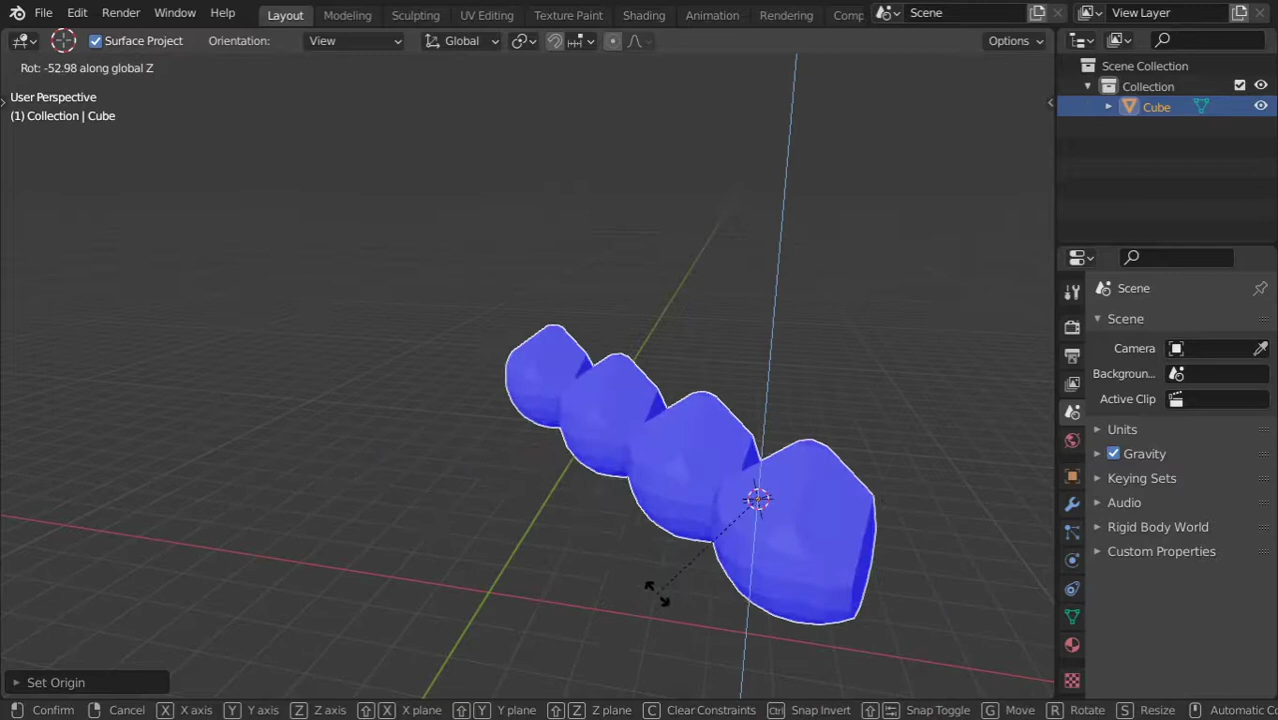 File Edit Render Window Help Layout Modeling Sculpting UV Editing Texture Paint Shading Animation Rendering Scene View Layer
Surface Project Orientation: View Global Options
Rot: -52.98 along global Z
User Perspective
(1) Collection | Cube
Scene Collection
Collection
Cube
Scene
Scene
Camera
Backgroun...
Active Clip
Units
Gravity
Keying Sets
Audio
Rigid Body World
Custom Properties
Set Origin
Confirm Cancel X X axis Y Y axis Z Z axis X X plane Y Y plane Z Z plane C Clear Constraints Ctrl Snap Invert Snap Toggle G Move R Rotate S Resize Automatic Co